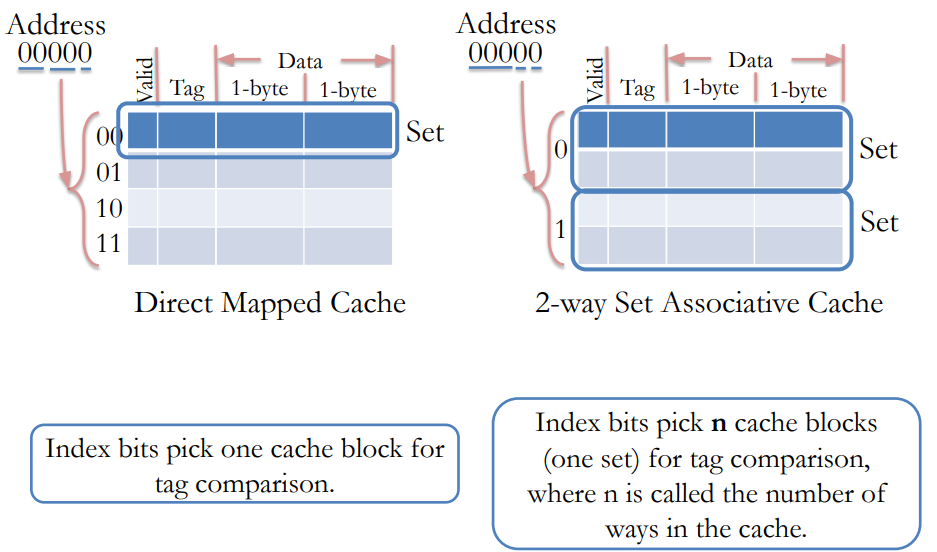 Address
00000
Valid
Tag
Data
1-byte
1-byte
00
01
10
11
Set
Direct Mapped Cache
Address
00000
Valid
Tag
Data
1-byte
1-byte
0
1
Set
Set
2-way Set Associative Cache
Index bits pick one cache block for
tag comparison.
Index bits pick n cache blocks
(one set) for tag comparison,
where n is called the number of
ways in the cache.